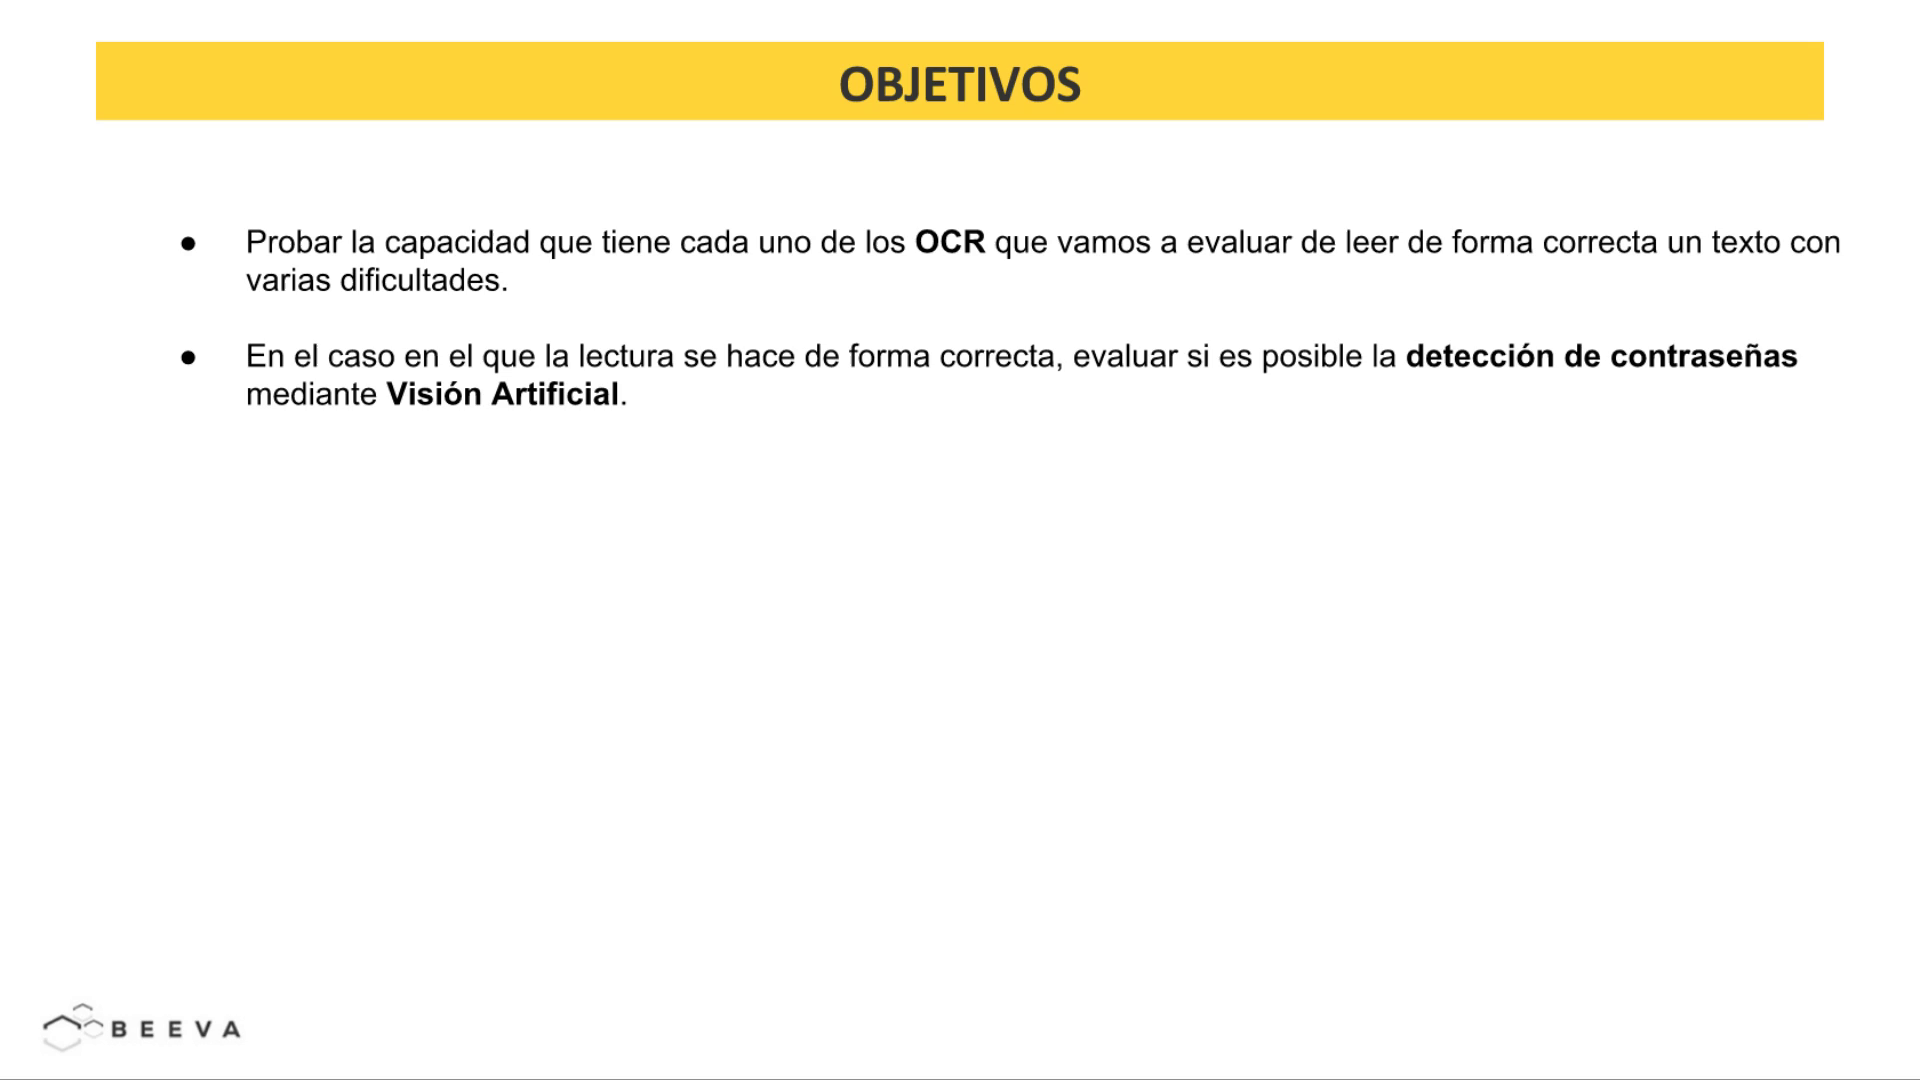 OBJETIVOS
● Probar la capacidad que tiene cada uno de los OCR que vamos a evaluar de leer de forma correcta un texto con
varias dificultades.
● En el caso en el que la lectura se hace de forma correcta, evaluar si es posible la detección de contraseñas
mediante Visión Artificial.
BEEVA